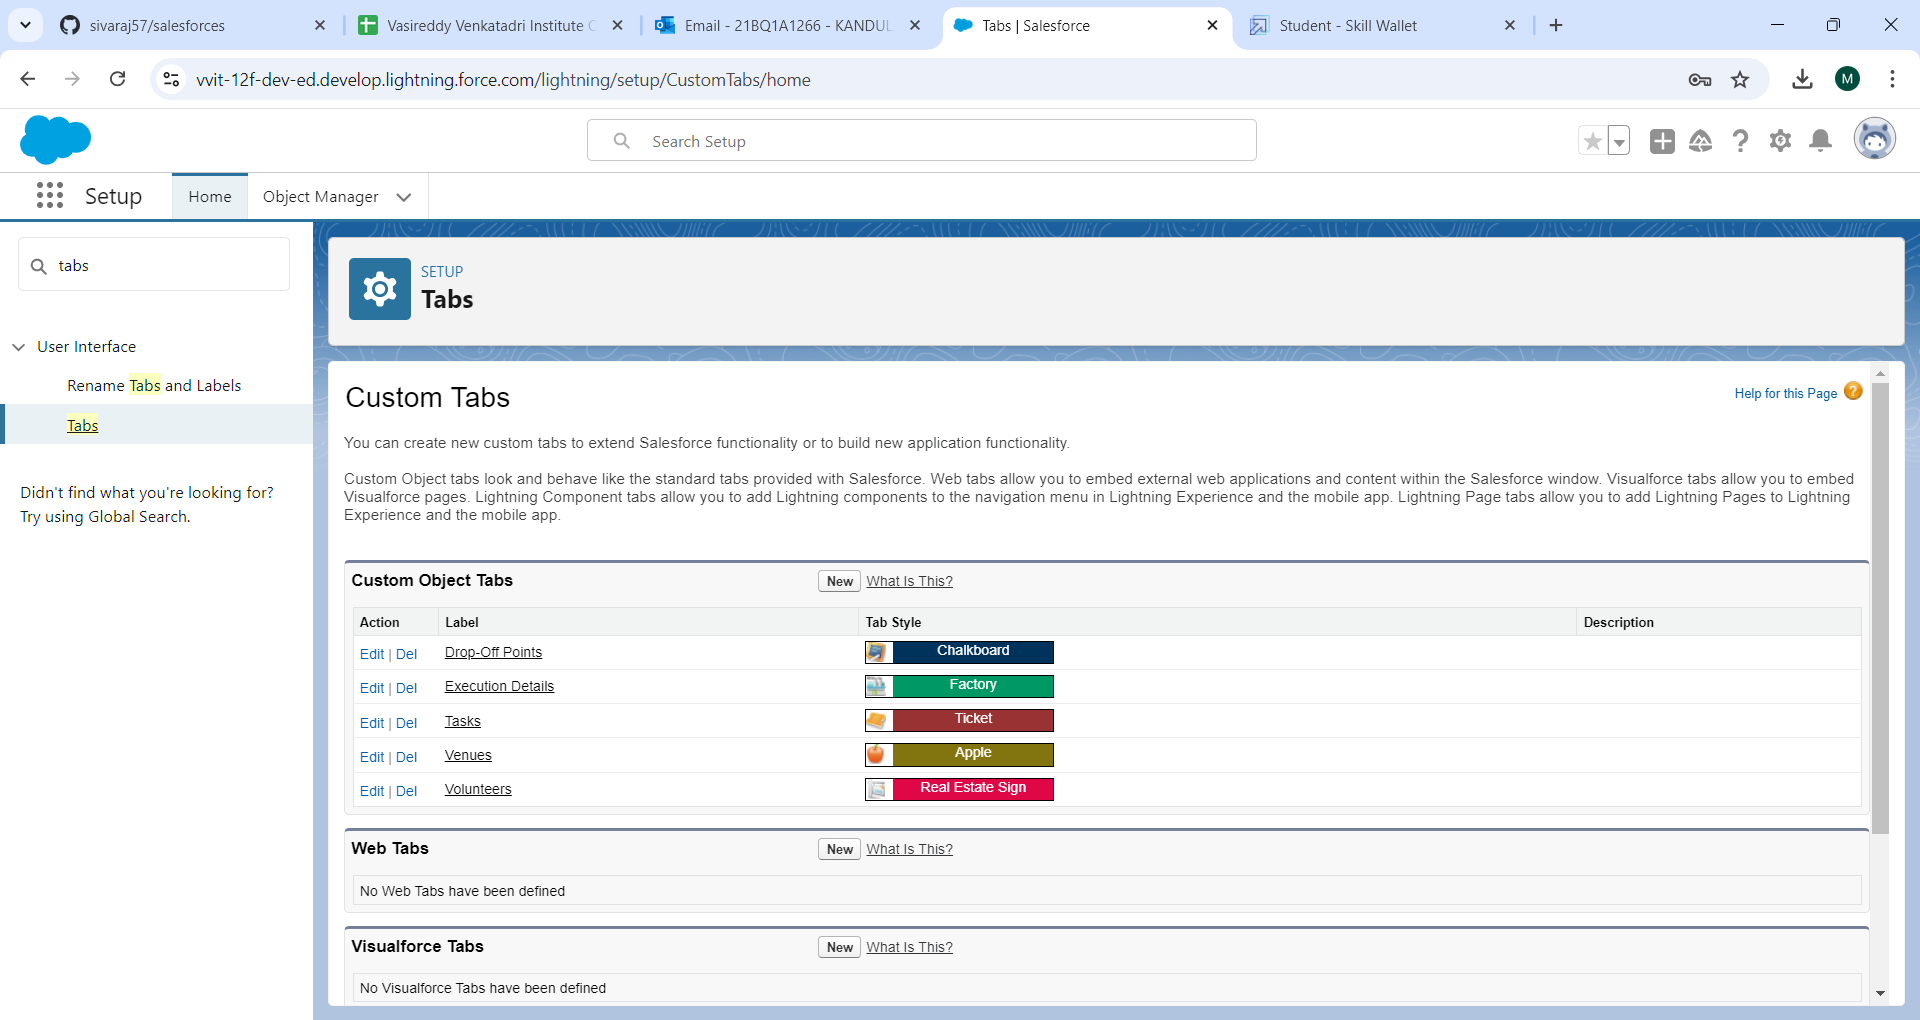 sivaraj57/salesforces
Vasireddy Venkatadri Institute
Email - 21BQ1A1266 - KANDUL
Tabs | Salesforce
Student - Skill Wallet
vvit-12f-dev-ed.develop.lightning.force.com/lightning/setup/CustomTabs/home
M
Search Setup
Setup
Home
Object Manager
tabs
User Interface
Rename Tabs and Labels
Tabs
Didn't find what you're looking for?
Try using Global Search.
SETUP
Tabs
Custom Tabs
Help for this Page ?
You can create new custom tabs to extend Salesforce functionality or to build new application functionality.
Custom Object tabs look and behave like the standard tabs provided with Salesforce. Web tabs allow you to embed external web applications and content within the Salesforce window. Visualforce tabs allow you to embed
Visualforce pages. Lightning Component tabs allow you to add Lightning components to the navigation menu in Lightning Experience and the mobile app. Lightning Page tabs allow you to add Lightning Pages to Lightning
Experience and the mobile app.
Custom Object Tabs New What Is This?
Action Label Tab Style Description
Edit | Del Drop-Off Points Chalkboard
Edit | Del Execution Details Factory
Edit | Del Tasks Ticket
Edit | Del Venues Apple
Edit | Del Volunteers Real Estate Sign
Web Tabs New What Is This?
No Web Tabs have been defined
Visualforce Tabs New What Is This?
No Visualforce Tabs have been defined